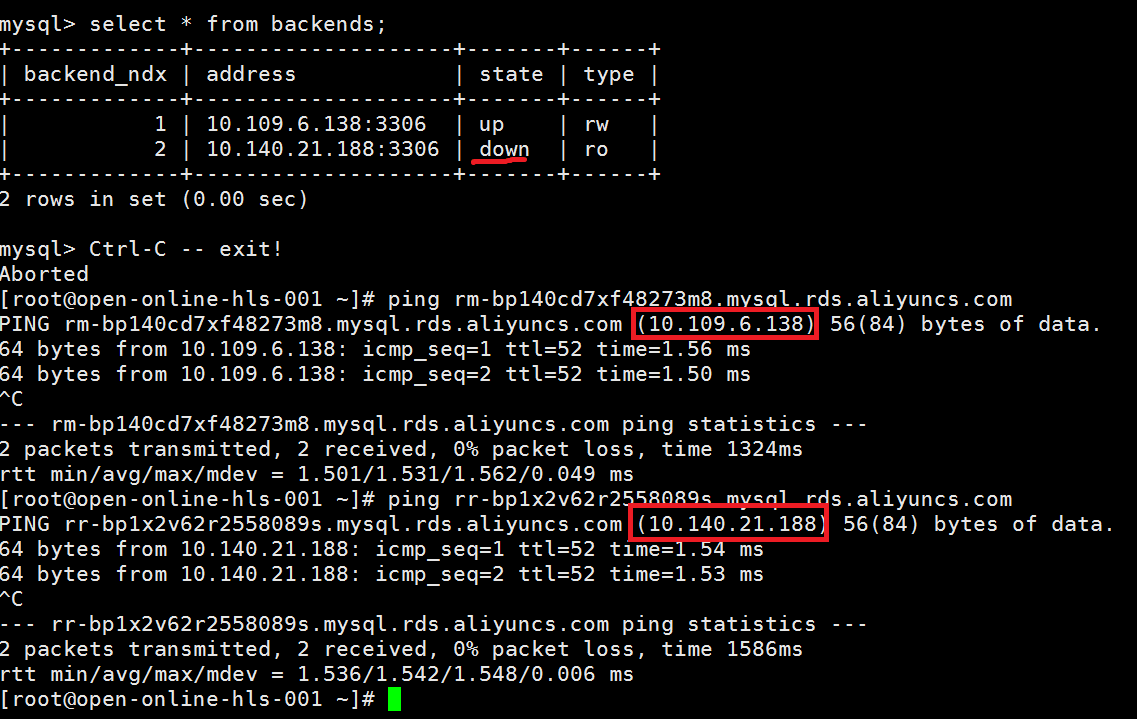 mysql> select * from backends;
+-------------+--------------------+-------+------+
| backend_ndx | address            | state | type |
+-------------+--------------------+-------+------+
|           1 | 10.109.6.138:3306  | up    | rw   |
|           2 | 10.140.21.188:3306 | down  | ro   |
+-------------+--------------------+-------+------+
2 rows in set (0.00 sec)

mysql> Ctrl-C -- exit!
Aborted
[root@open-online-hls-001 ~]# ping rm-bp140cd7xf48273m8.mysql.rds.aliyuncs.com
PING rm-bp140cd7xf48273m8.mysql.rds.aliyuncs.com (10.109.6.138) 56(84) bytes of data.
64 bytes from 10.109.6.138: icmp_seq=1 ttl=52 time=1.56 ms
64 bytes from 10.109.6.138: icmp_seq=2 ttl=52 time=1.50 ms
^C
--- rm-bp140cd7xf48273m8.mysql.rds.aliyuncs.com ping statistics ---
2 packets transmitted, 2 received, 0% packet loss, time 1324ms
rtt min/avg/max/mdev = 1.501/1.531/1.562/0.049 ms
[root@open-online-hls-001 ~]# ping rr-bp1x2v62r2558089s.mysql.rds.aliyuncs.com
PING rr-bp1x2v62r2558089s.mysql.rds.aliyuncs.com (10.140.21.188) 56(84) bytes of data.
64 bytes from 10.140.21.188: icmp_seq=1 ttl=52 time=1.54 ms
64 bytes from 10.140.21.188: icmp_seq=2 ttl=52 time=1.53 ms
^C
--- rr-bp1x2v62r2558089s.mysql.rds.aliyuncs.com ping statistics ---
2 packets transmitted, 2 received, 0% packet loss, time 1586ms
rtt min/avg/max/mdev = 1.536/1.542/1.548/0.006 ms
[root@open-online-hls-001 ~]#